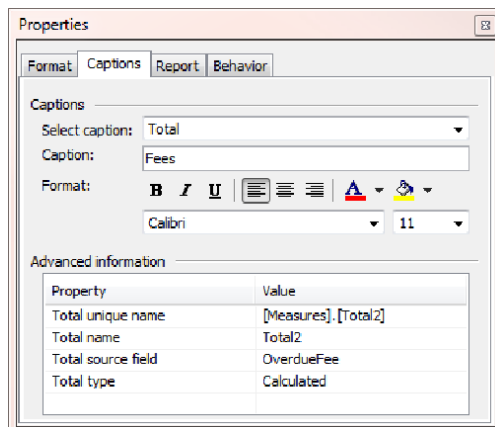 Properties
Format Captions Report Behavior
Captions
Select caption: Total
Caption: Fees
Format: B I U A
Calibri 11
Advanced information
Property Value
Total unique name [Measures].[Total2]
Total name Total2
Total source field OverdueFee
Total type Calculated